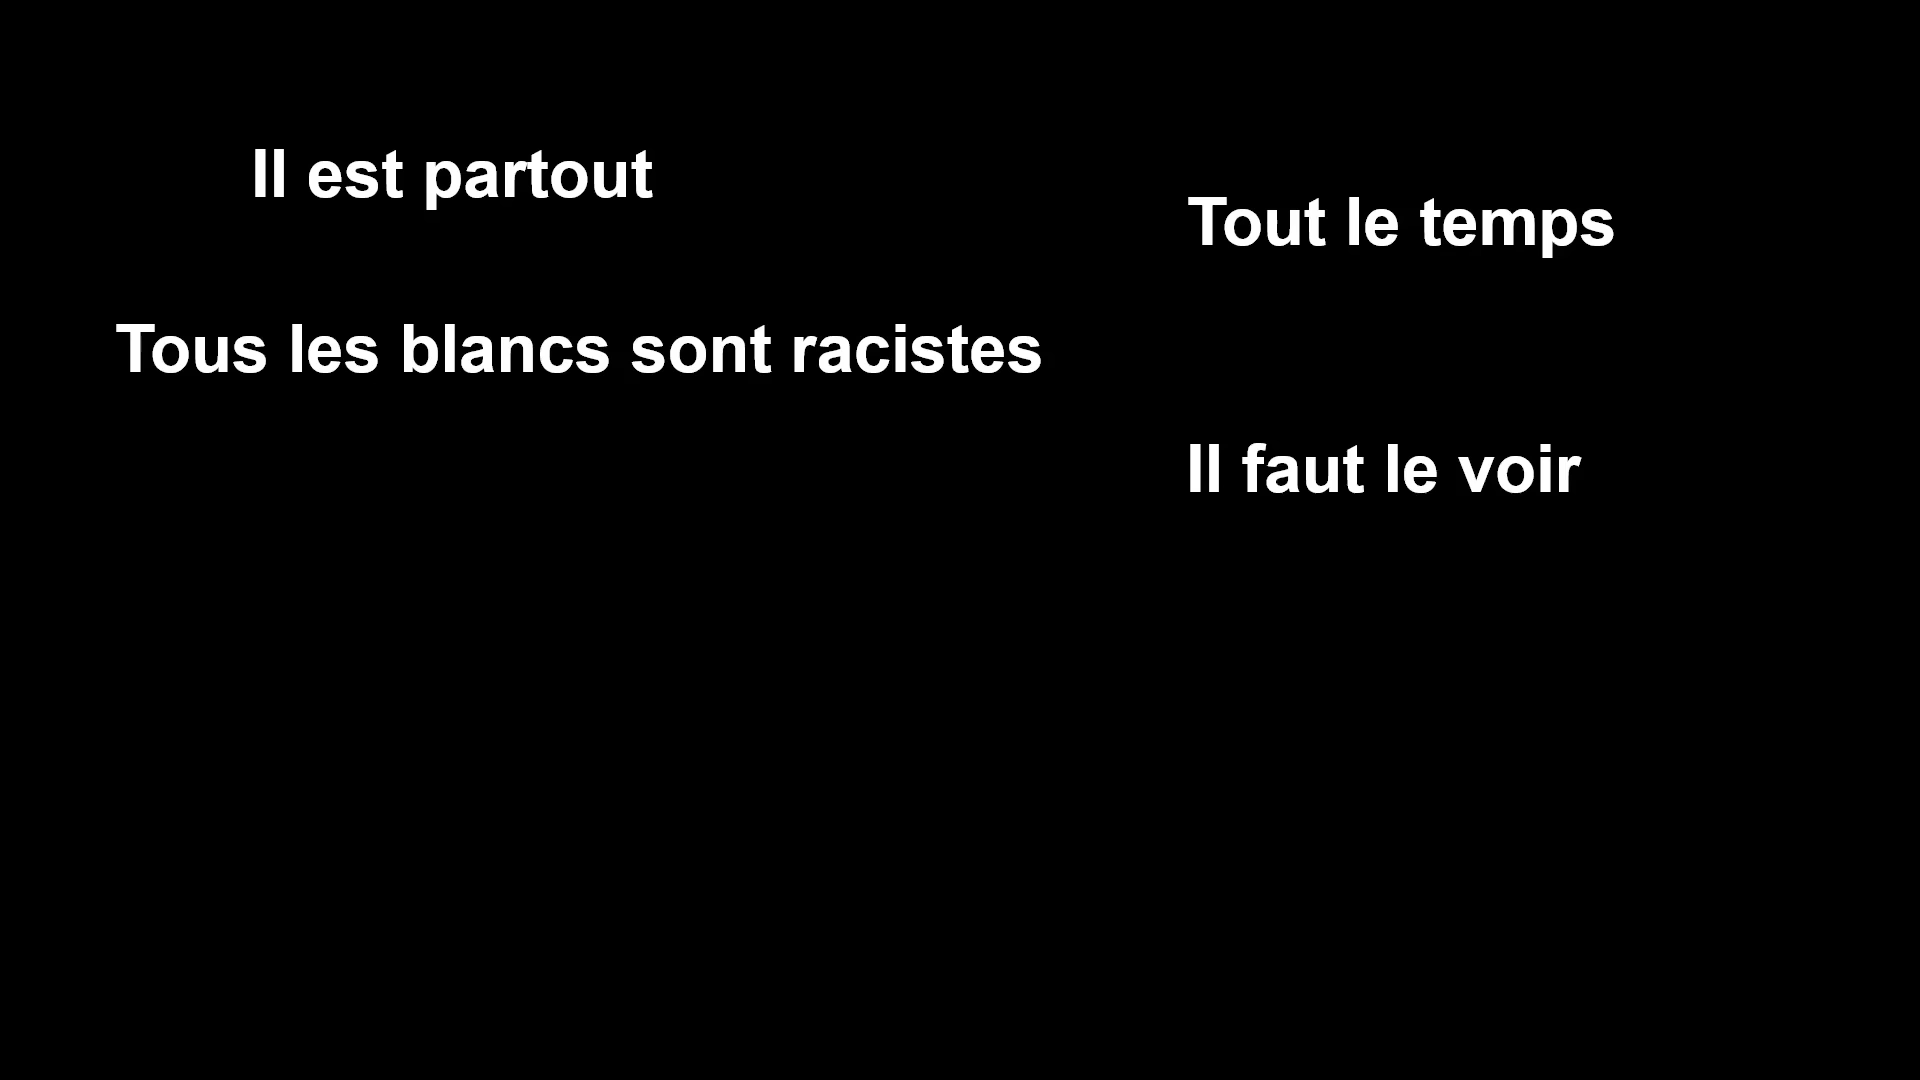 Il est partout
Tout le temps
Tous les blancs sont racistes
Il faut le voir